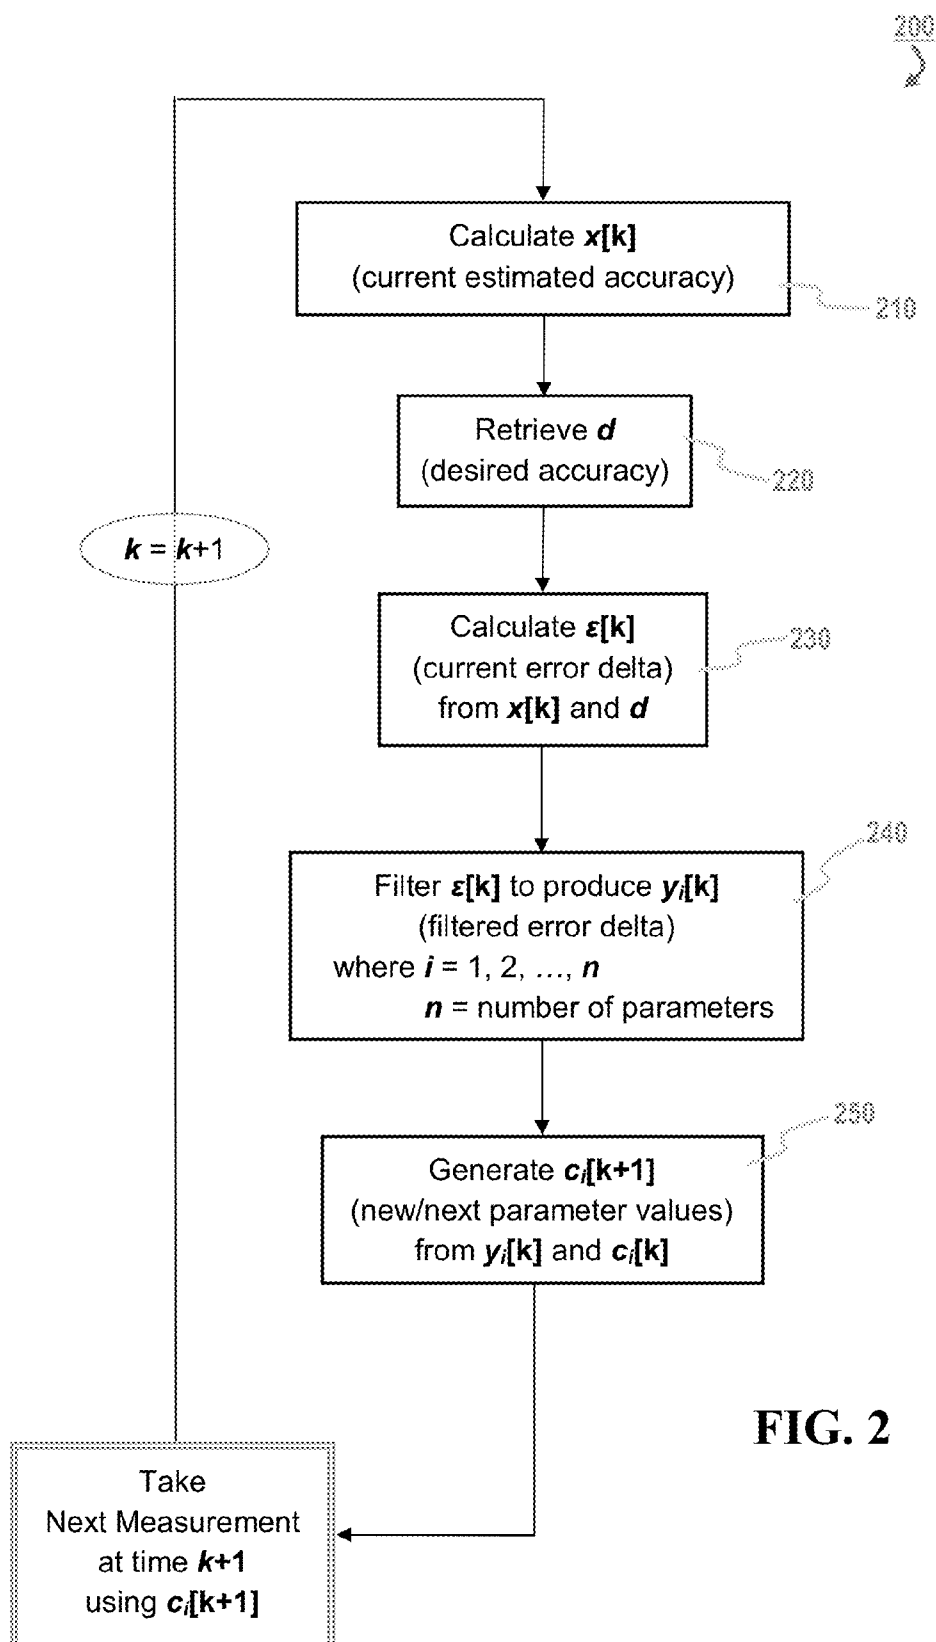 200
Calculate x[k]
(current estimated accuracy)
210
Retrieve d
(desired accuracy)
220
k = k+1
Calculate ε[k]
(current error delta)
from x[k] and d
230
240
Filter ε[k] to produce yᵢ[k]
(filtered error delta)
where i = 1, 2, ..., n
n = number of parameters
250
Generate cᵢ[k+1]
(new/next parameter values)
from yᵢ[k] and cᵢ[k]
FIG. 2
Take
Next Measurement
at time k+1
using cᵢ[k+1]